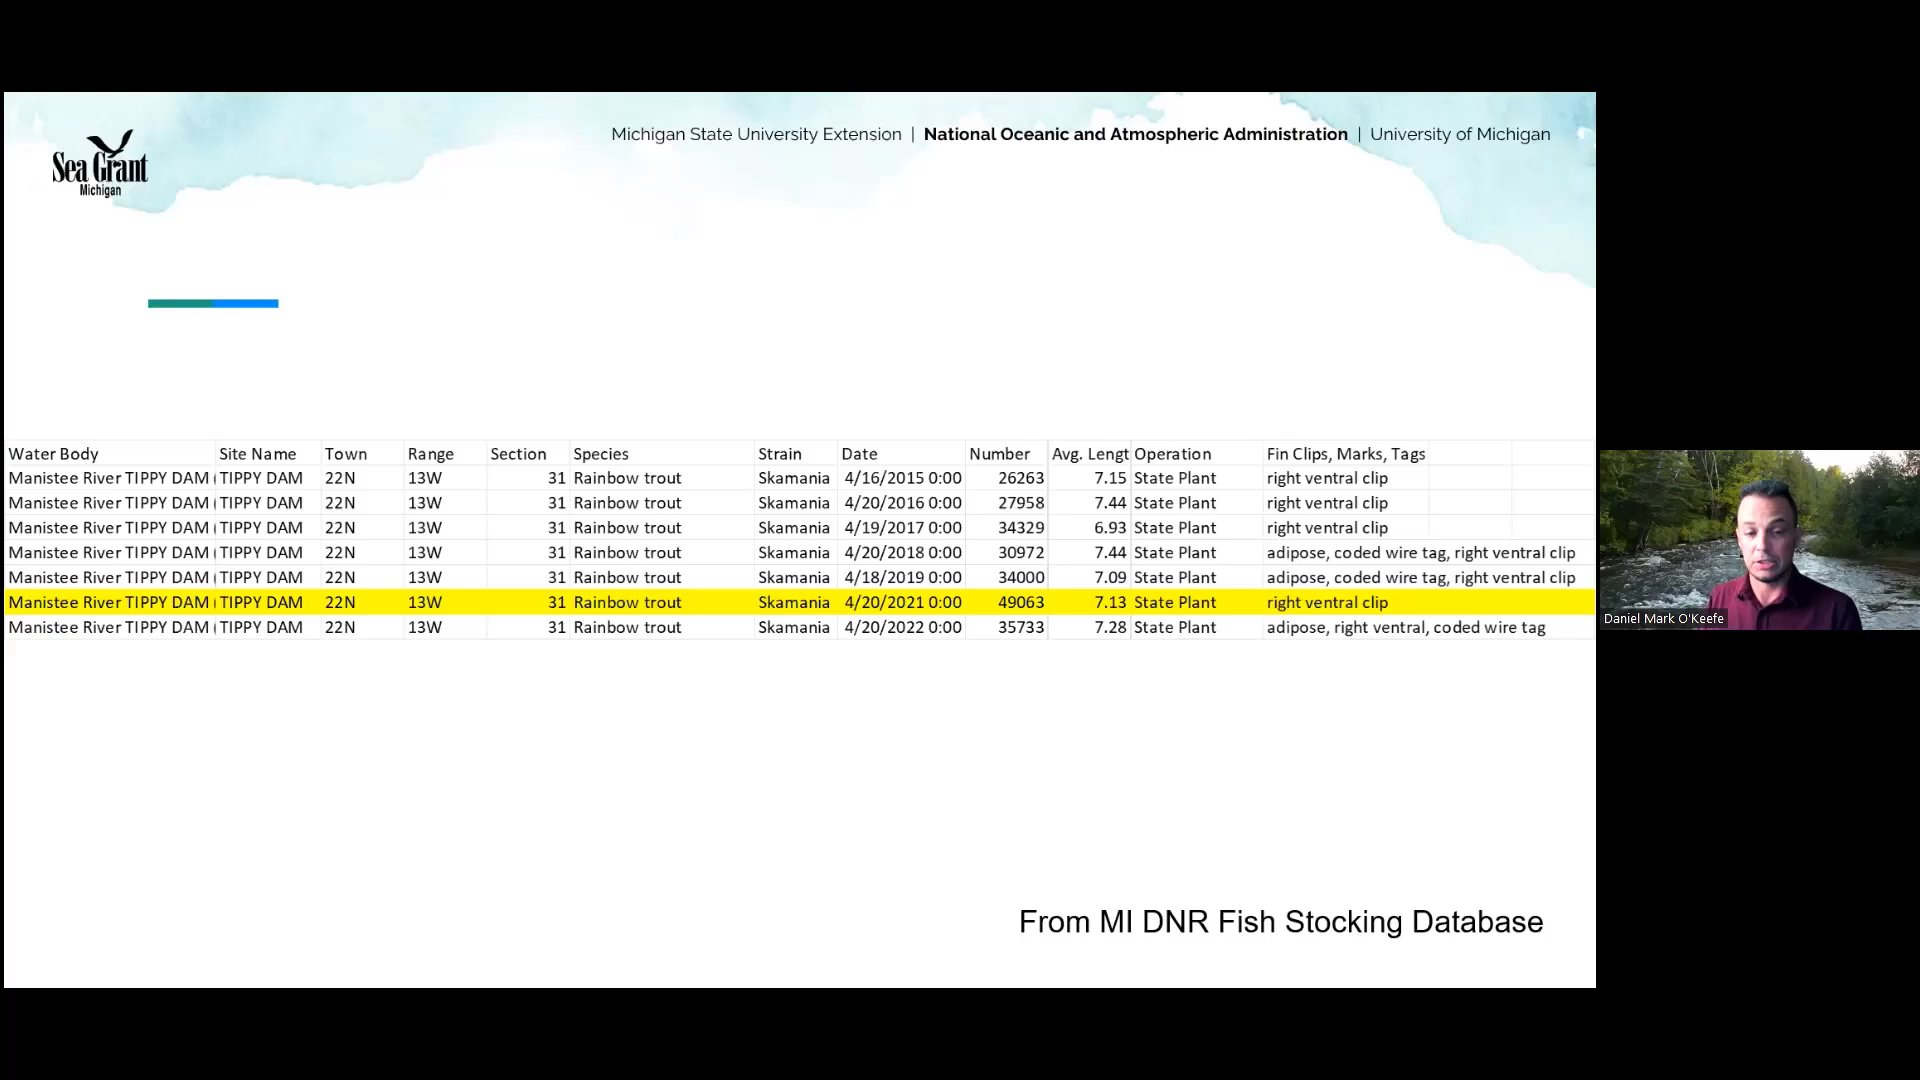 Sea Grant
Michigan
Michigan State University Extension | National Oceanic and Atmospheric Administration | University of Michigan
Water Body Site Name Town Range Section Species Strain Date Number Avg. Lengt Operation Fin Clips, Marks, Tags
Manistee River TIPPY DAM ( TIPPY DAM 22N 13W 31 Rainbow trout Skamania 4/16/2015 0:00 26263 7.15 State Plant right ventral clip
Manistee River TIPPY DAM ( TIPPY DAM 22N 13W 31 Rainbow trout Skamania 4/20/2016 0:00 27958 7.44 State Plant right ventral clip
Manistee River TIPPY DAM ( TIPPY DAM 22N 13W 31 Rainbow trout Skamania 4/19/2017 0:00 34329 6.93 State Plant right ventral clip
Manistee River TIPPY DAM ( TIPPY DAM 22N 13W 31 Rainbow trout Skamania 4/20/2018 0:00 30972 7.44 State Plant adipose, coded wire tag, right ventral clip
Manistee River TIPPY DAM ( TIPPY DAM 22N 13W 31 Rainbow trout Skamania 4/18/2019 0:00 34000 7.09 State Plant adipose, coded wire tag, right ventral clip
Manistee River TIPPY DAM ( TIPPY DAM 22N 13W 31 Rainbow trout Skamania 4/20/2021 0:00 49063 7.13 State Plant right ventral clip
Manistee River TIPPY DAM ( TIPPY DAM 22N 13W 31 Rainbow trout Skamania 4/20/2022 0:00 35733 7.28 State Plant adipose, right ventral, coded wire tag
Daniel Mark O'Keefe
From MI DNR Fish Stocking Database